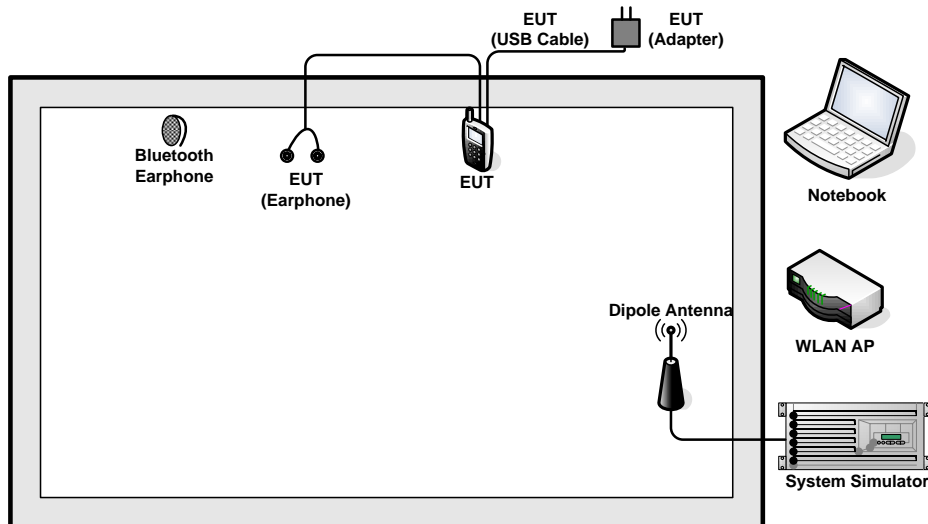 EUT
(USB Cable)
EUT
(Adapter)
Bluetooth
Earphone
EUT
(Earphone)
EUT
Notebook
Dipole Antenna
WLAN AP
System Simulator